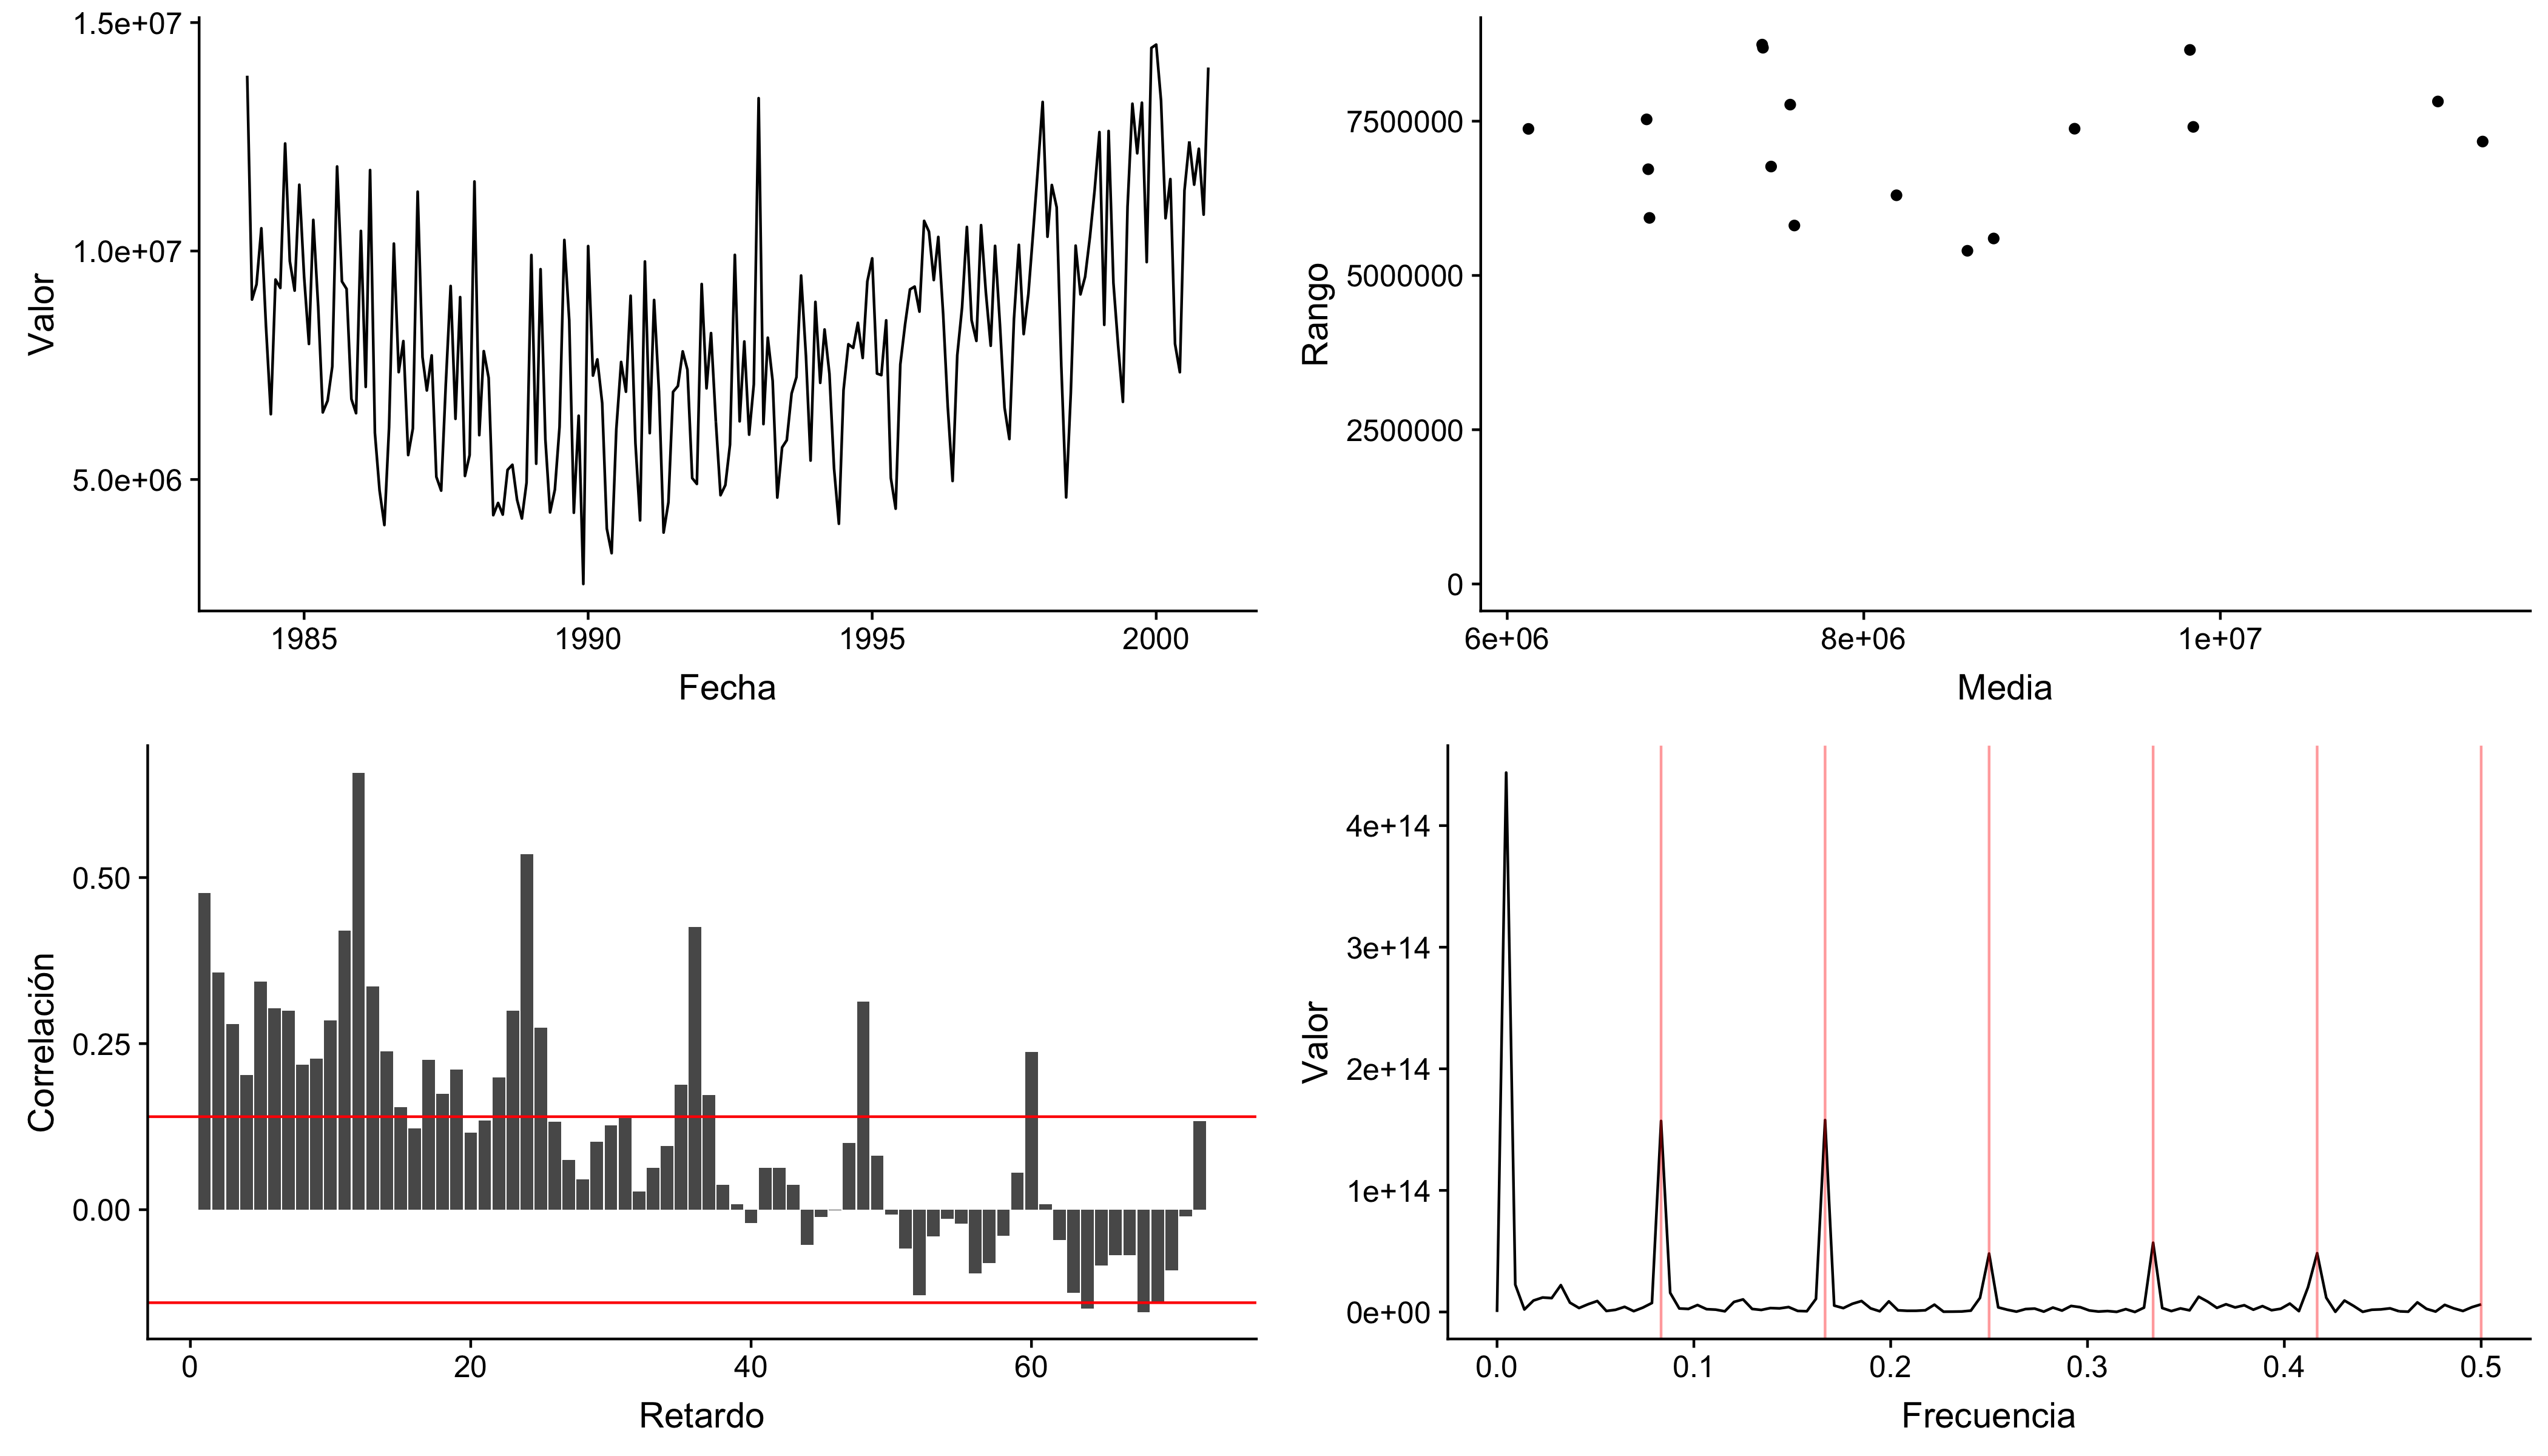 1.5e+07
1.0e+07
5.0e+06
Valor
1985 1990 1995 2000
Fecha
7500000
5000000
2500000
0
Rango
6e+06 8e+06 1e+07
Media
0.50
0.25
0.00
Correlación
0 20 40 60
Retardo
4e+14
3e+14
2e+14
1e+14
0e+00
Valor
0.0 0.1 0.2 0.3 0.4 0.5
Frecuencia